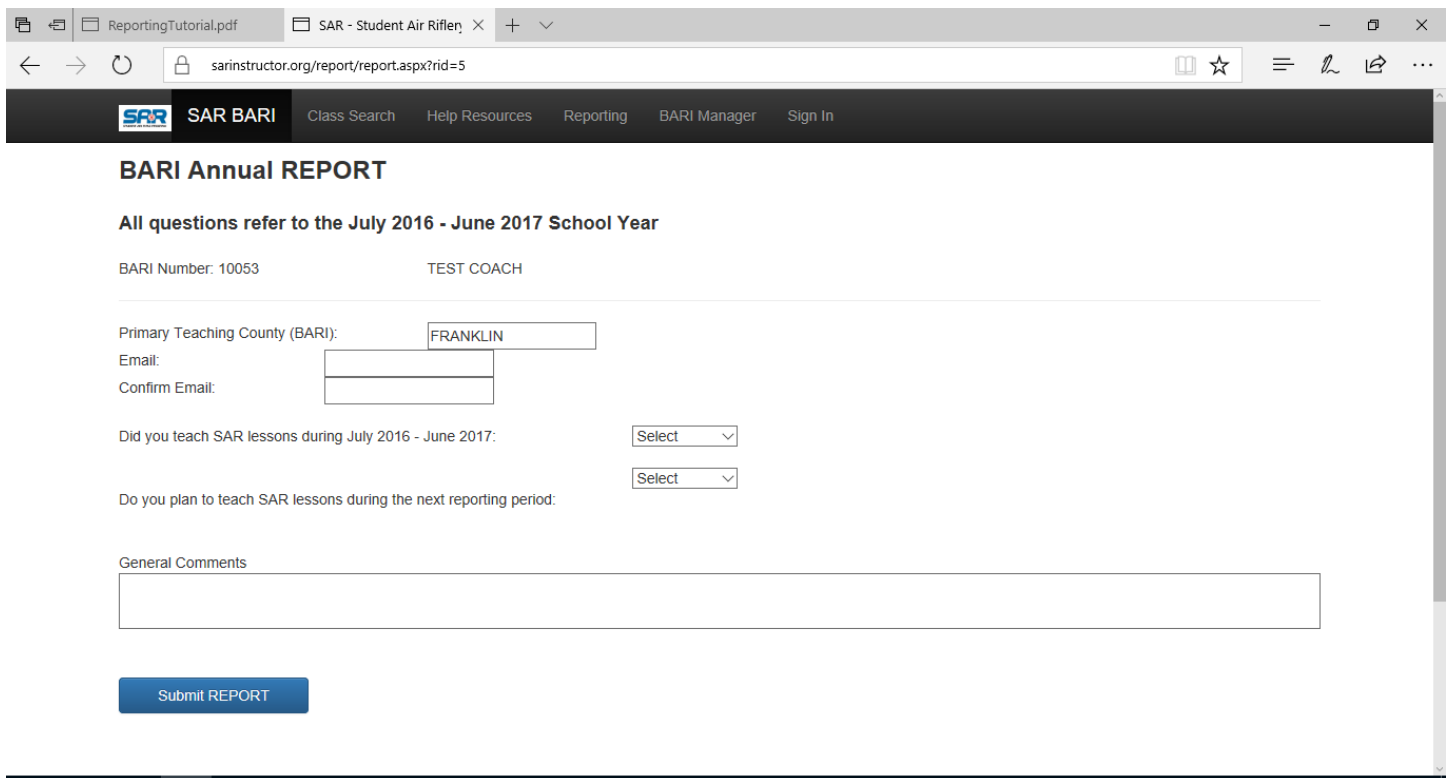 ReportingTutorial.pdf
SAR - Student Air Riflery
sarinstructor.org/report/report.aspx?rid=5
SAR
SAR BARI Class Search Help Resources Reporting BARI Manager Sign In
BARI Annual REPORT
All questions refer to the July 2016 - June 2017 School Year
BARI Number: 10053 TEST COACH
Primary Teaching County (BARI): FRANKLIN
Email:
Confirm Email:
Did you teach SAR lessons during July 2016 - June 2017: Select
Select
Do you plan to teach SAR lessons during the next reporting period:
General Comments
Submit REPORT